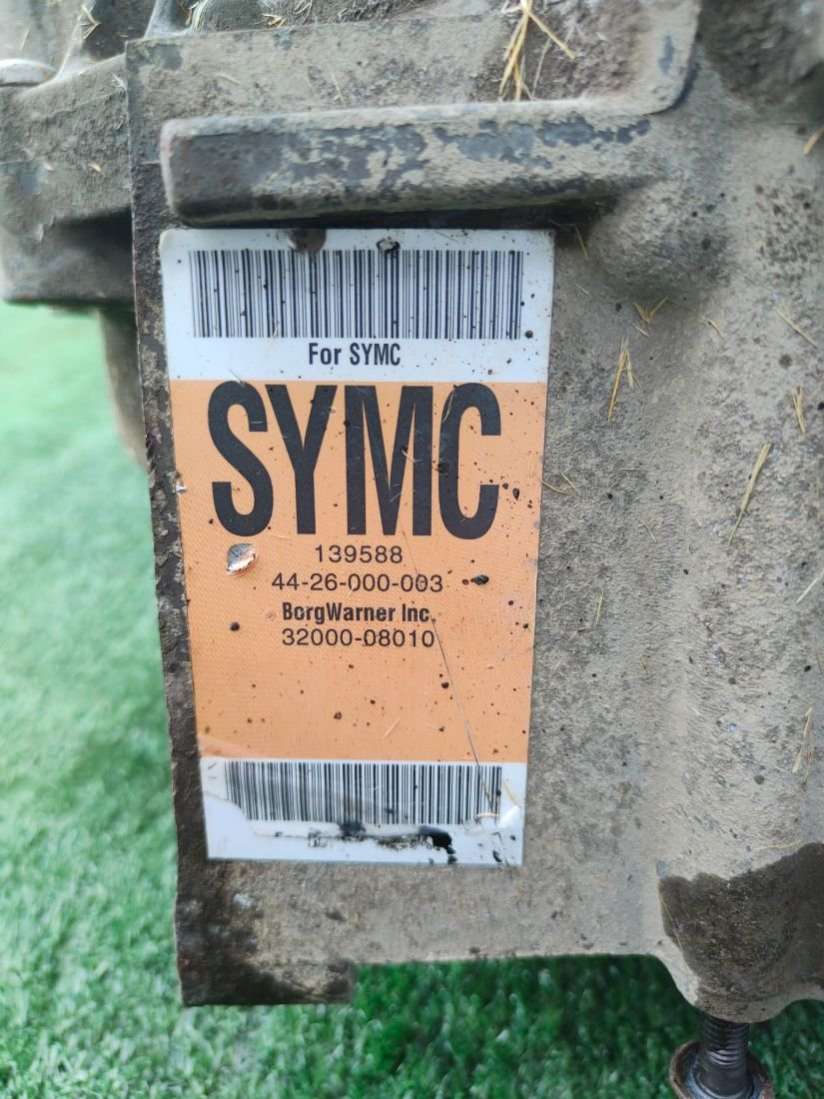 For SYMC
SYMC
139588
44-26-000-003
BorgWarner Inc.
32000-08010